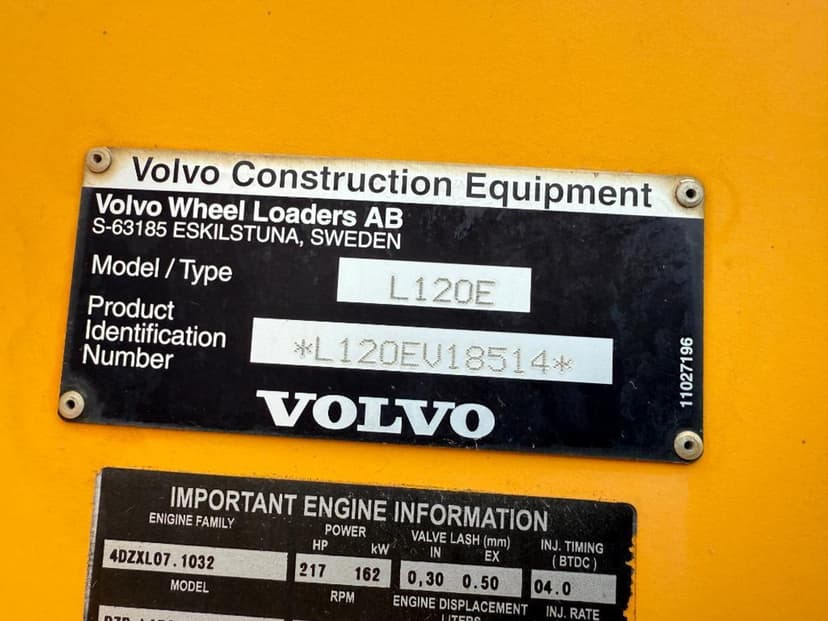 Volvo Construction Equipment
Volvo Wheel Loaders AB
S-63185 ESKILSTUNA, SWEDEN
Model / Type
L120E
Product
Identification
Number
*L120EV18514*
VOLVO
11027196
IMPORTANT ENGINE INFORMATION
ENIGINE FAMILY
POWER
VALVE LASH (mm)
INJ. TIMING
HP kW
IN EX
(BTDC)
4DZXL07.1032
217 162
0,30 0.50
04.0
MODEL
RPM
ENGINE DISPLACEMENT
INJ. RATE
LITERS